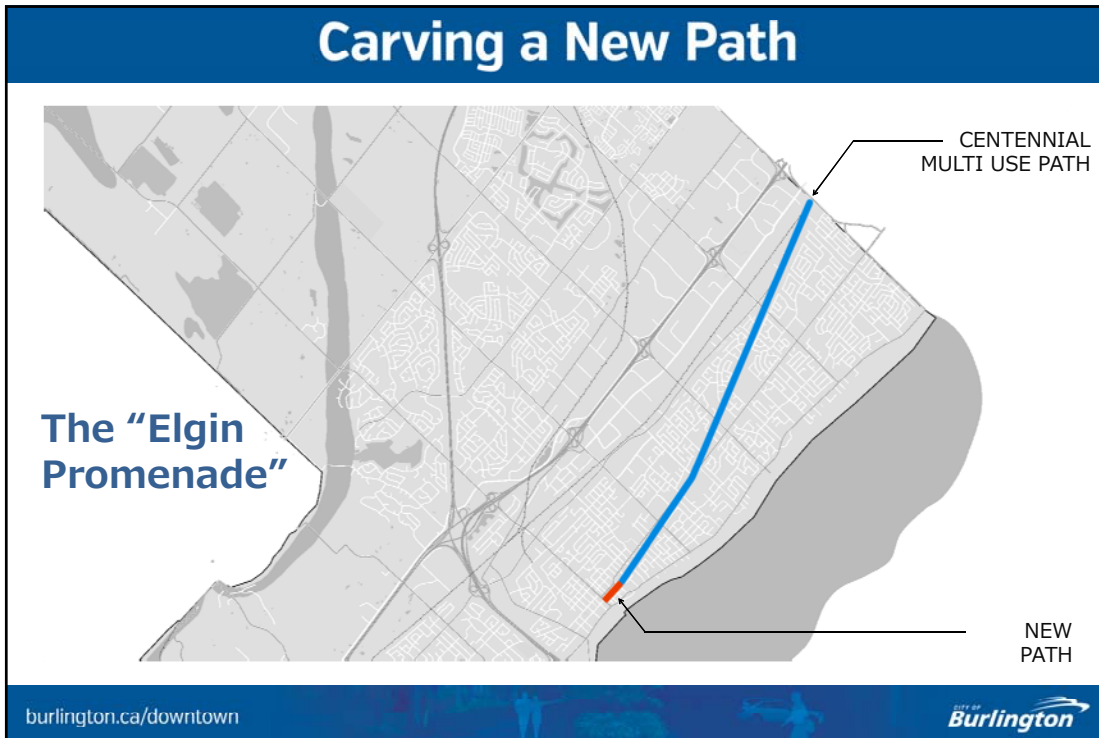 Carving a New Path
CENTENNIAL
MULTI USE PATH
The “Elgin
Promenade”
NEW
PATH
burlington.ca/downtown
CITY OF
Burlington